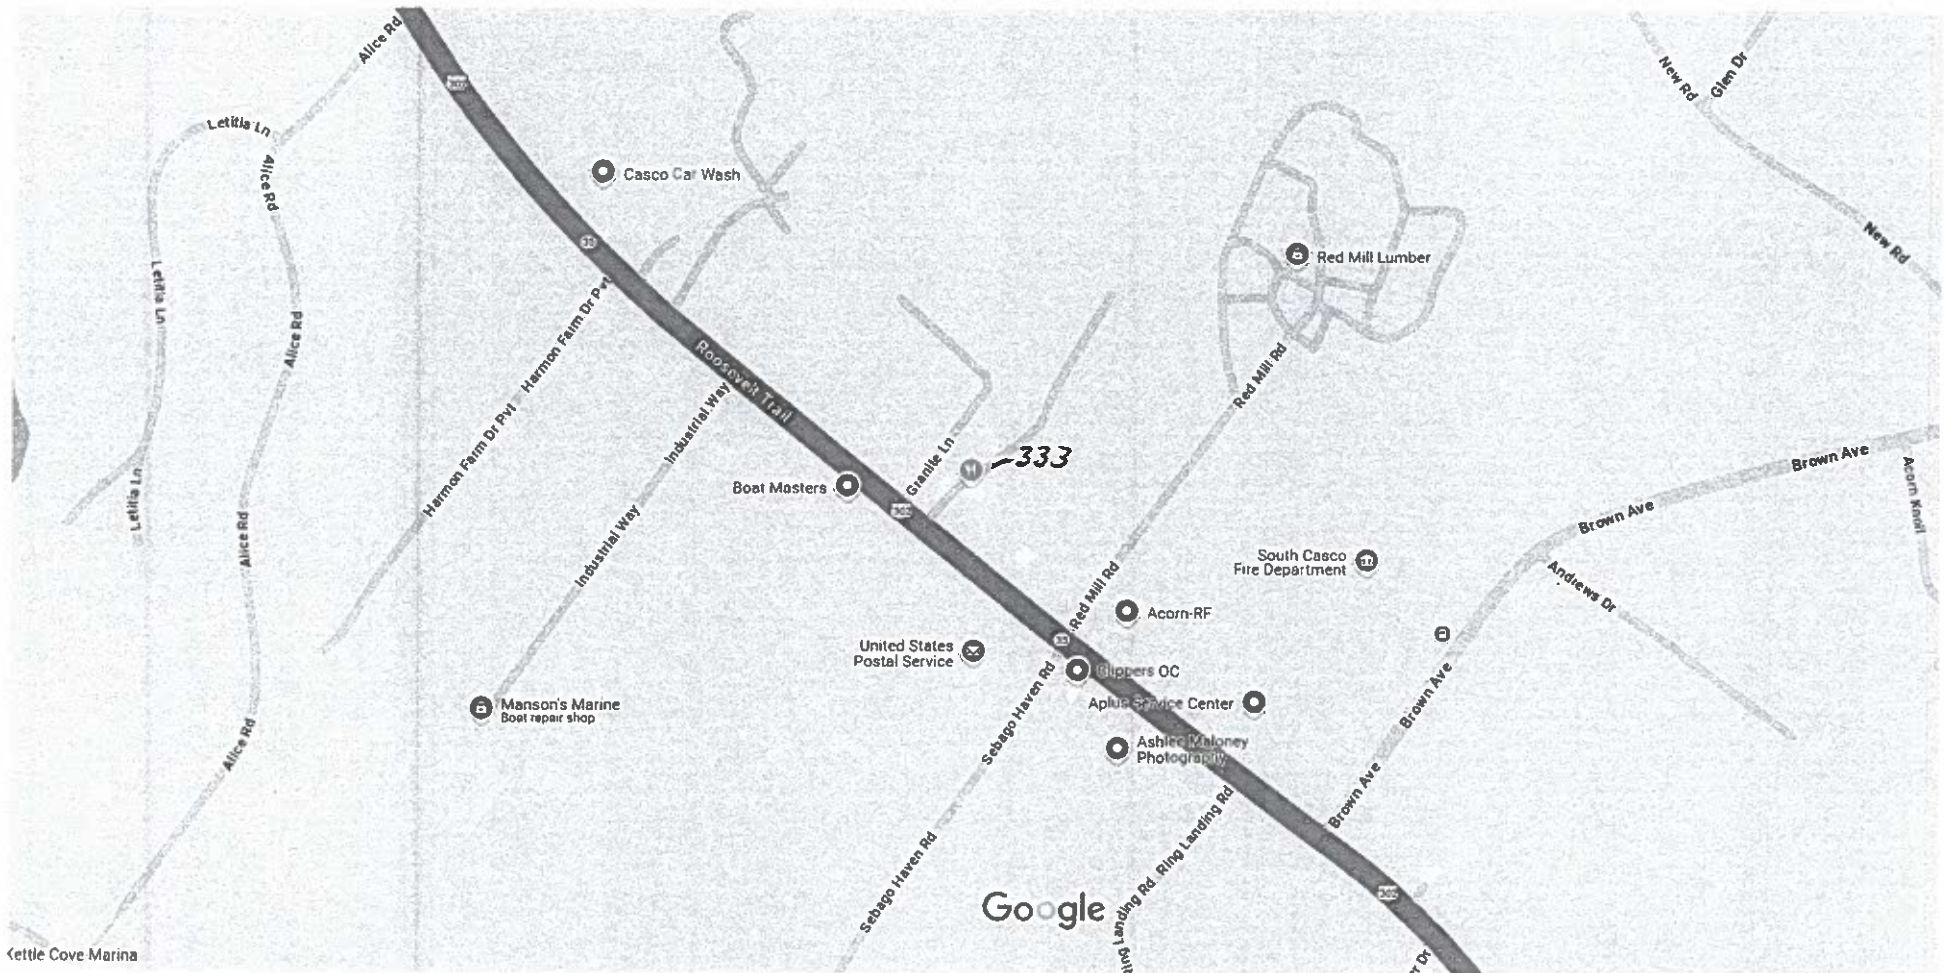 Alice Rd
302
New Rd
Glen Dr
Letitia Ln
Alice Rd
Casco Car Wash
New Rd
35
Red Mill Lumber
Letitia Ln
Alice Rd
Harmon Farm Dr Pvt
Roosevelt Trail
Red Mill Rd
Industrial Way
Harmon Farm Dr Pvt
Granite Ln
H
-333
Boat Masters
302
Brown Ave
Acorn Knoll
Letitia Ln
Alice Rd
Industrial Way
Brown Ave
South Casco
Fire Department
Andrews Dr
Red Mill Rd
Acorn-RF
35
United States
Postal Service
Clippers OC
Sebago Haven Rd
Manson's Marine
Boat repair shop
Aplus Service Center
Brown Ave
Alice Rd
Ashlee Maloney
Photography
Brown Ave
Ring Landing Rd
Sebago Haven Rd
Google
302
Kettle Cove Marina